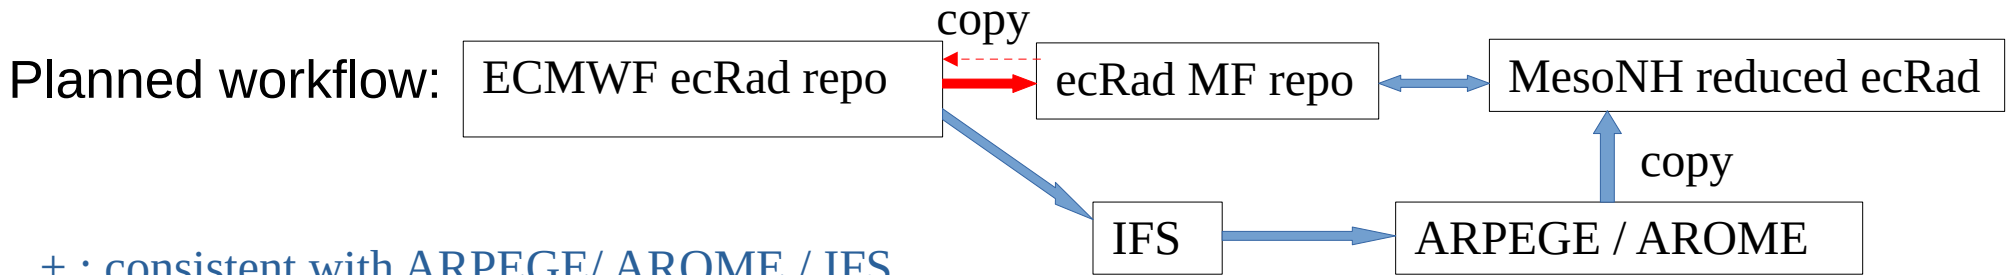 copy
Planned workflow:
ECMWF ecRad repo
ecRad MF repo
MesoNH reduced ecRad
copy
IFS
ARPEGE / AROME
+ : consistent with ARPEGE/ AROME / IFS